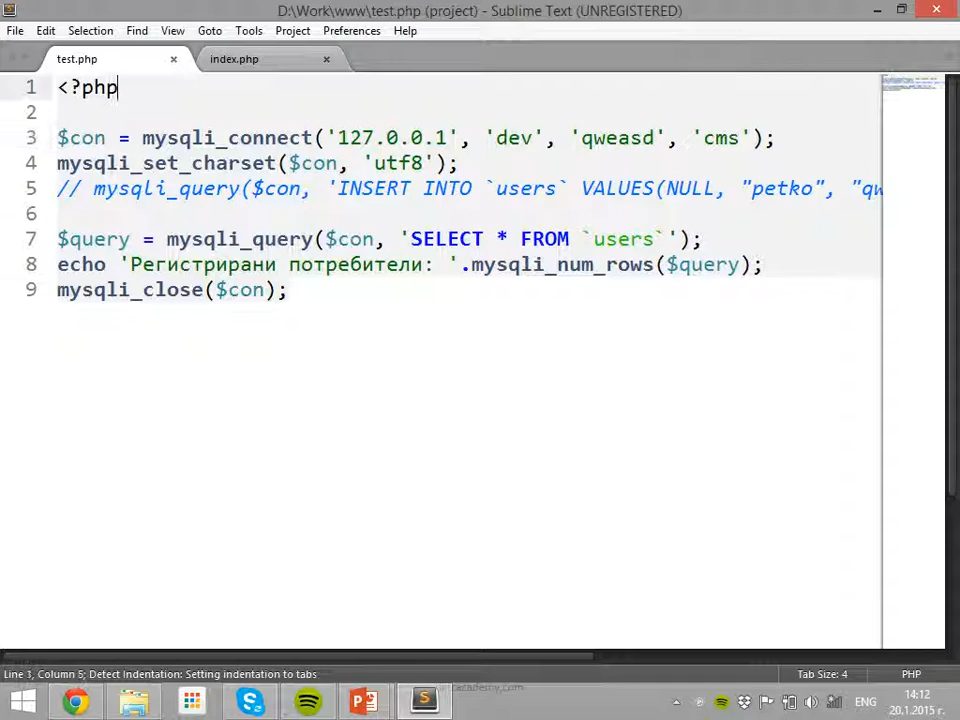 D:\Work\www\test.php (project) - Sublime Text (UNREGISTERED)
File Edit Selection Find View Goto Tools Project Preferences Help
test.php × index.php ×
1 <?php
2
3 $con = mysqli_connect('127.0.0.1', 'dev', 'qweasd', 'cms');
4 mysqli_set_charset($con, 'utf8');
5 // mysqli_query($con, 'INSERT INTO `users` VALUES(NULL, "petko", "qw
6
7 $query = mysqli_query($con, 'SELECT * FROM `users`');
8 echo 'Регистрирани потребители: '.mysqli_num_rows($query);
9 mysqli_close($con);
Line 3, Column 5; Detect Indentation: Setting indentation to tabs Tab Size: 4 PHP
academy.com
ENG 14:12
20.1.2015 г.